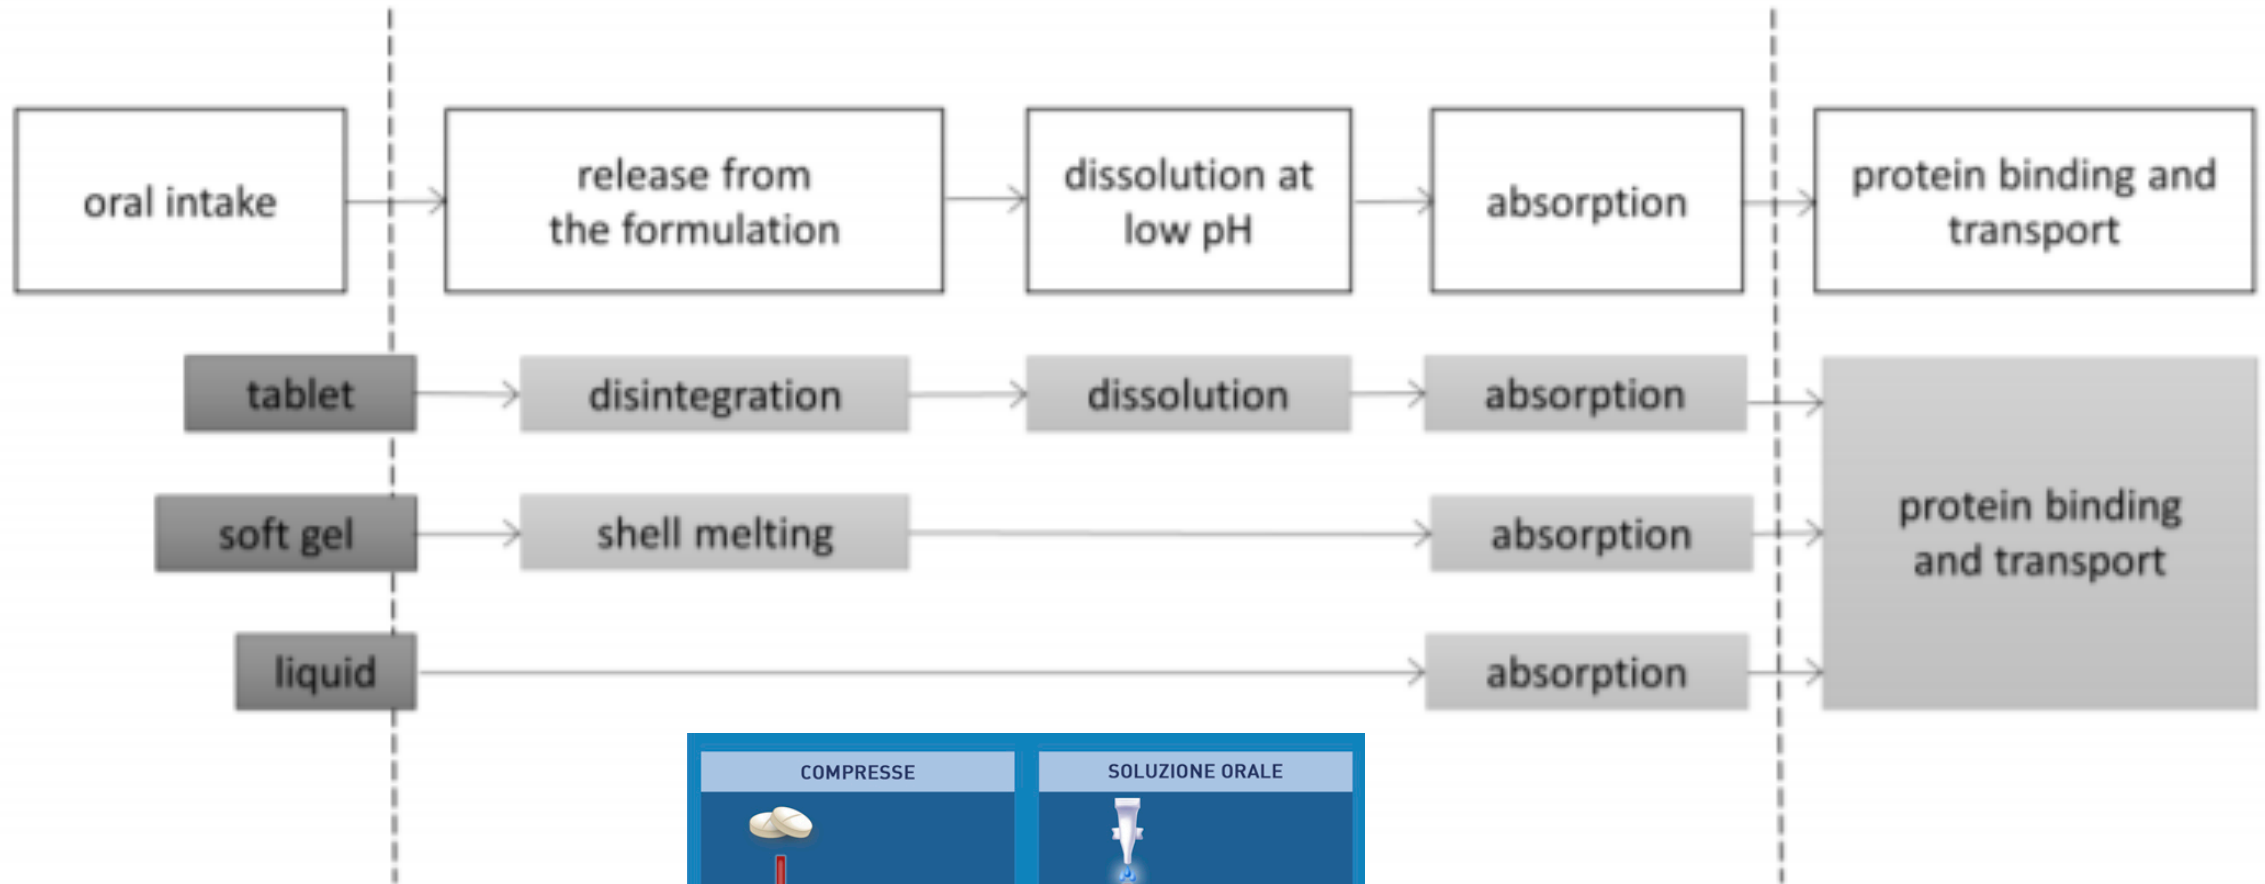 oral intake
release from
the formulation
dissolution at
low pH
absorption
protein binding and
transport
tablet
disintegration
dissolution
absorption
soft gel
shell melting
absorption
protein binding
and transport
liquid
absorption
COMPRESSE
SOLUZIONE ORALE